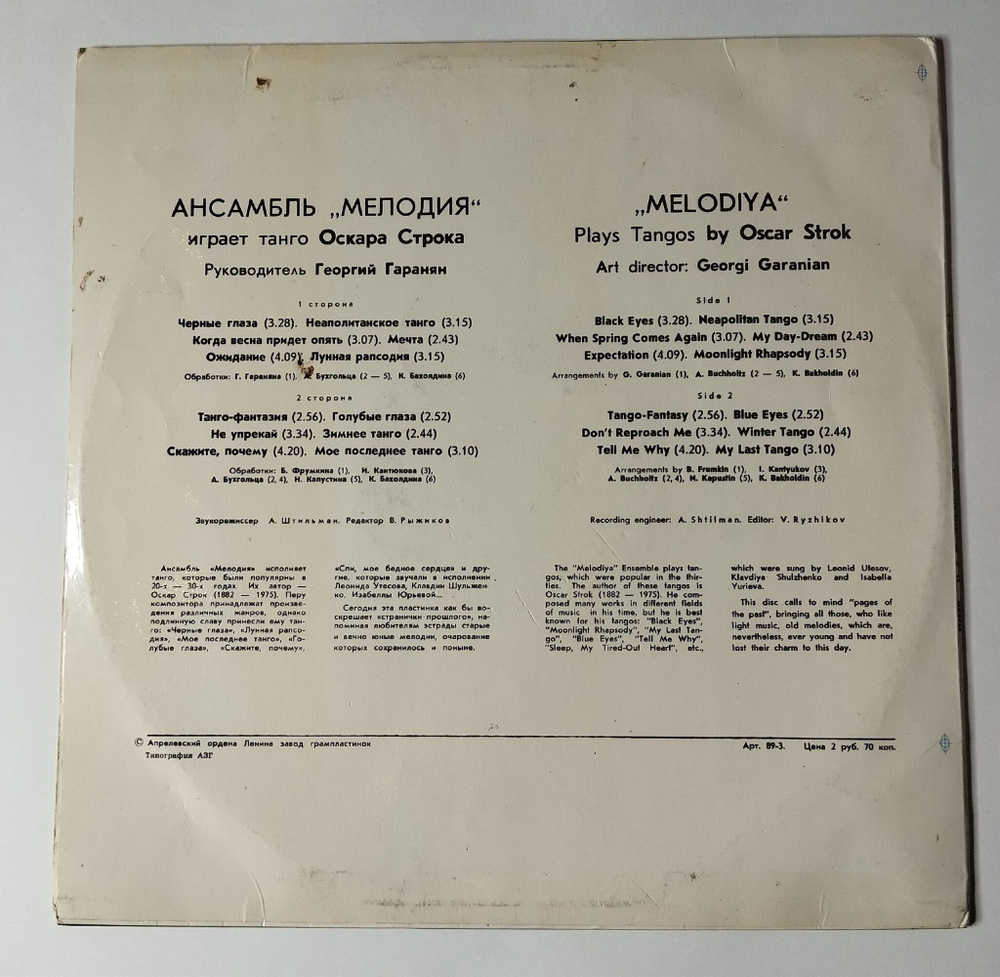 АНСАМБЛЬ „МЕЛОДИЯ“
играет танго Оскара Строка
Руководитель Георгий Гаранян
1 сторона
Черные глаза (3.28). Неаполитанское танго (3.15)
Когда весна придет опять (3.07). Мечта (2.43)
Ожидание (4.09). Лунная рапсодия (3.15)
Обработки: Г. Гараняна (1), Бухгольца (2 — 5), К. Бахолдина (6)
2 сторона
Танго-фантазия (2.56). Голубые глаза (2.52)
Не упрекай (3.34). Зимнее танго (2.44)
Скажите, почему (4.20). Мое последнее танго (3.10)
Обработки: Б. Фрумкина (1), И. Кантюкова (3),
А. Бухгольца (2, 4), Н. Капустина (5), К. Бахолдина (6)
Звукорежиссер А. Штильман. Редактор В. Рыжиков
Ансамбль «Мелодия» исполняет
танго, которые были популярны в
20-х — 30-х годах. Их автор —
Оскар Строк (1882 — 1975). Перу
композитора принадлежат произве-
дения различных жанров, однако
подлинную славу принесли ему тан-
го: «Черные глаза», «Лунная рапсо-
дия», «Мое последнее танго», «Го-
лубые глаза», «Скажите, почему»,
«Спи, мое бедное сердце» и дру-
гие, которые звучали в исполнении
Леонида Утесова, Клавдии Шульжен-
ко, Изабеллы Юрьевой...
Сегодня эта пластинка как бы во-
скрешает «странички прошлого», на-
поминая любителям эстрады старые
и вечно юные мелодии, очарование
которых сохранилось и поныне.
„MELODIYA“
Plays Tangos by Oscar Strok
Art director: Georgi Garanian
Side 1
Black Eyes (3.28). Neapolitan Tango (3.15)
When Spring Comes Again (3.07). My Day-Dream (2.43)
Expectation (4.09). Moonlight Rhapsody (3.15)
Arrangements by G. Garanian (1), A. Buchholtz (2 — 5), K. Bakholdin (6)
Side 2
Tango-Fantasy (2.56). Blue Eyes (2.52)
Don't Reproach Me (3.34). Winter Tango (2.44)
Tell Me Why (4.20). My Last Tango (3.10)
Arrangements by B. Frumkin (1), I. Kantyukov (3),
A. Buchholtz (2, 4), N. Kapustin (5), K. Bakholdin (6)
Recording engineer: A. Shtilman. Editor: V. Ryzhikov
The "Melodiya" Ensemble plays tan-
gos, which were popular in the thir-
ties. The author of these tangos is
Oscar Strok (1882 — 1975). He com-
posed many works in different fields
of music in his time, but he is best
known for his tangos: "Black Eyes",
"Moonlight Rhapsody", "My Last Tan-
go", "Blue Eyes", "Tell Me Why",
"Sleep, My Tired-Out Heart", etc.,
which were sung by Leonid Utesov,
Klavdiya Shulzhenko and Isabella
Yurieva.
This disc calls to mind "pages of
the past", bringing all those, who like
light music, old melodies, which are,
nevertheless, ever young and have not
lost their charm to this day.
© Апрелевский ордена Ленина завод грампластинок
Типография АЗГ
Арт. 89-3. Цена 2 руб. 70 коп.